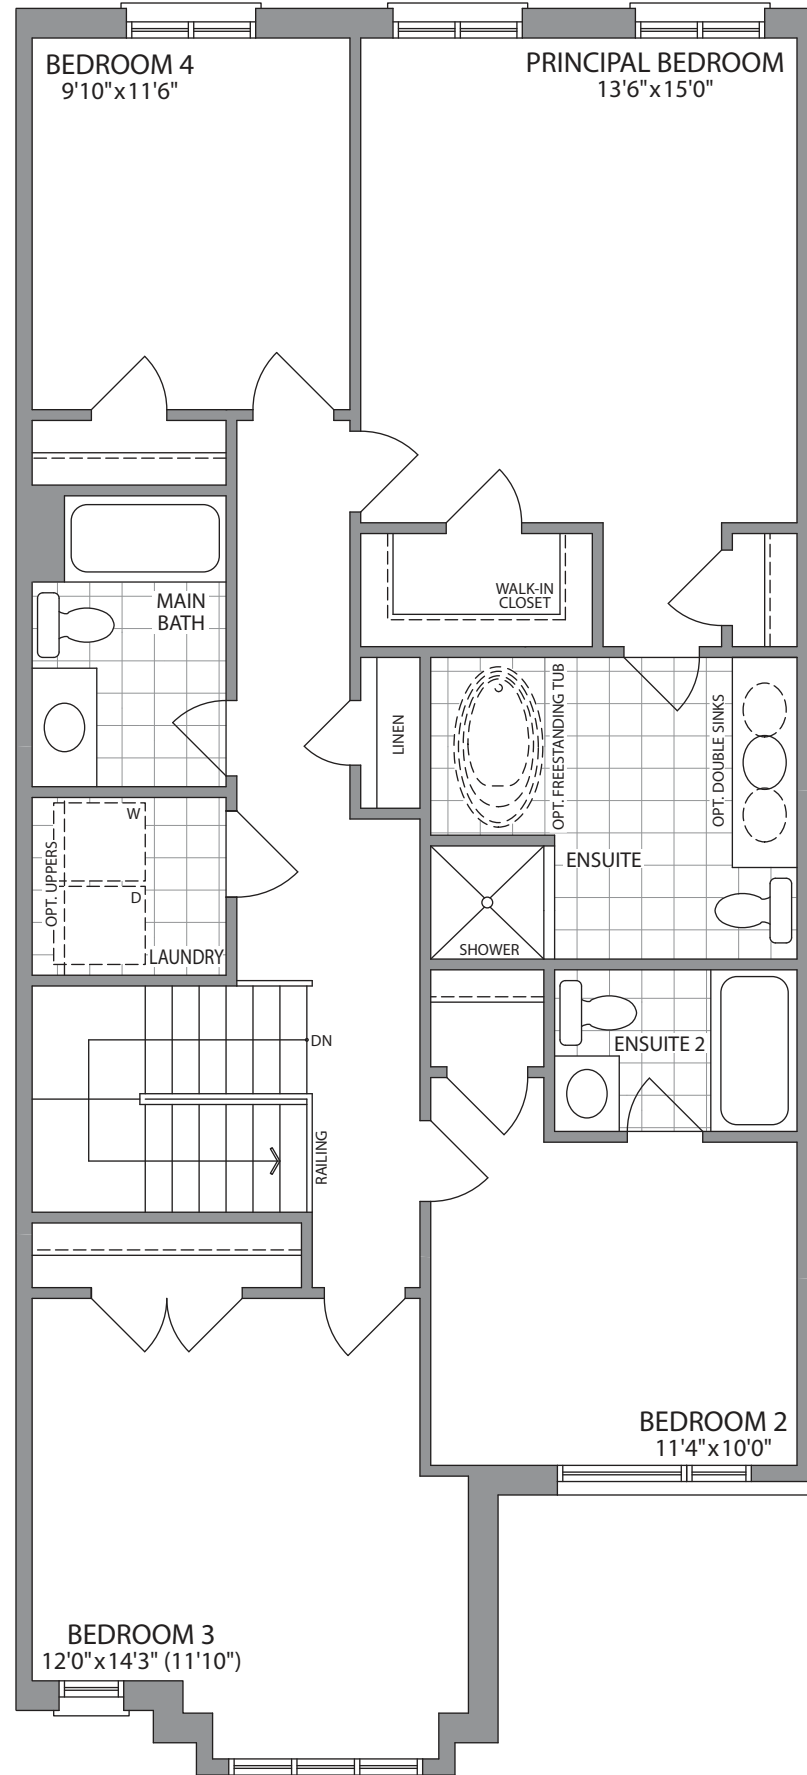 BEDROOM 4
9'10"x11'6"
PRINCIPAL BEDROOM
13'6"x15'0"
WALK-IN
CLOSET
MAIN
BATH
LINEN
OPT. FREESTANDING TUB
OPT. DOUBLE SINKS
ENSUITE
SHOWER
OPT. UPPERS
W
D
LAUNDRY
DN
RAILING
ENSUITE 2
BEDROOM 2
11'4"x10'0"
BEDROOM 3
12'0"x14'3" (11'10")